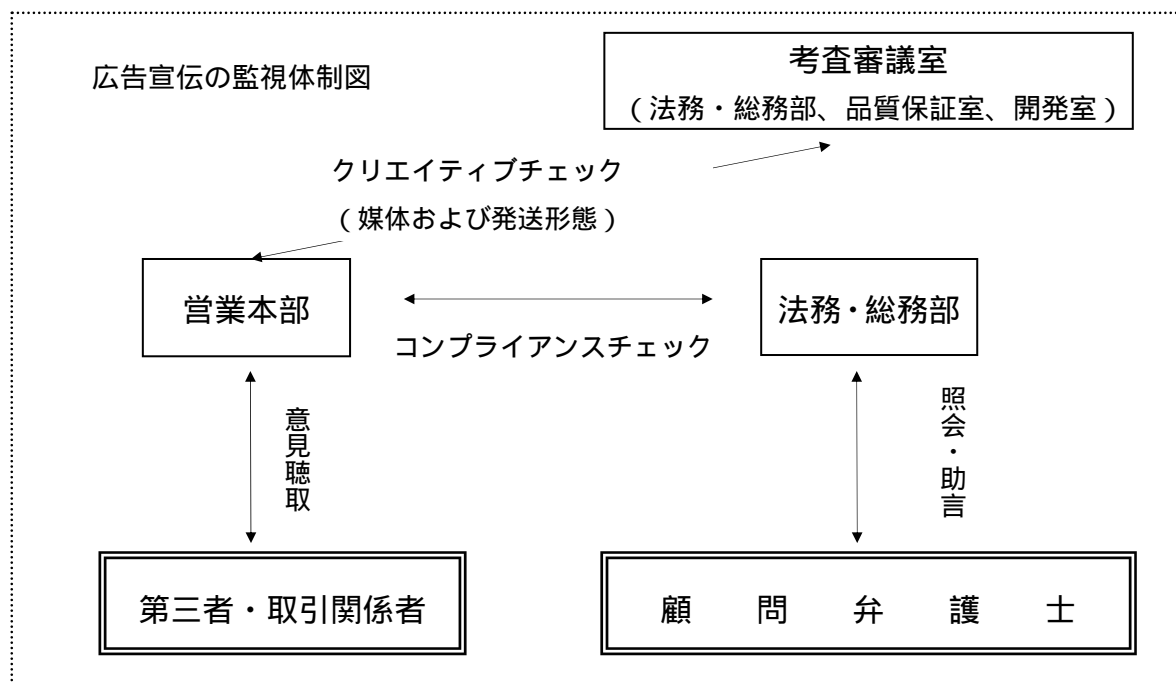 広告宣伝の監視体制図
考査審議室
（法務・総務部、品質保証室、開発室）
クリエイティブチェック
（媒体および発送形態）
営業本部
法務・総務部
コンプライアンスチェック
意見聴取
照会・助言
第三者・取引関係者
顧問弁護士